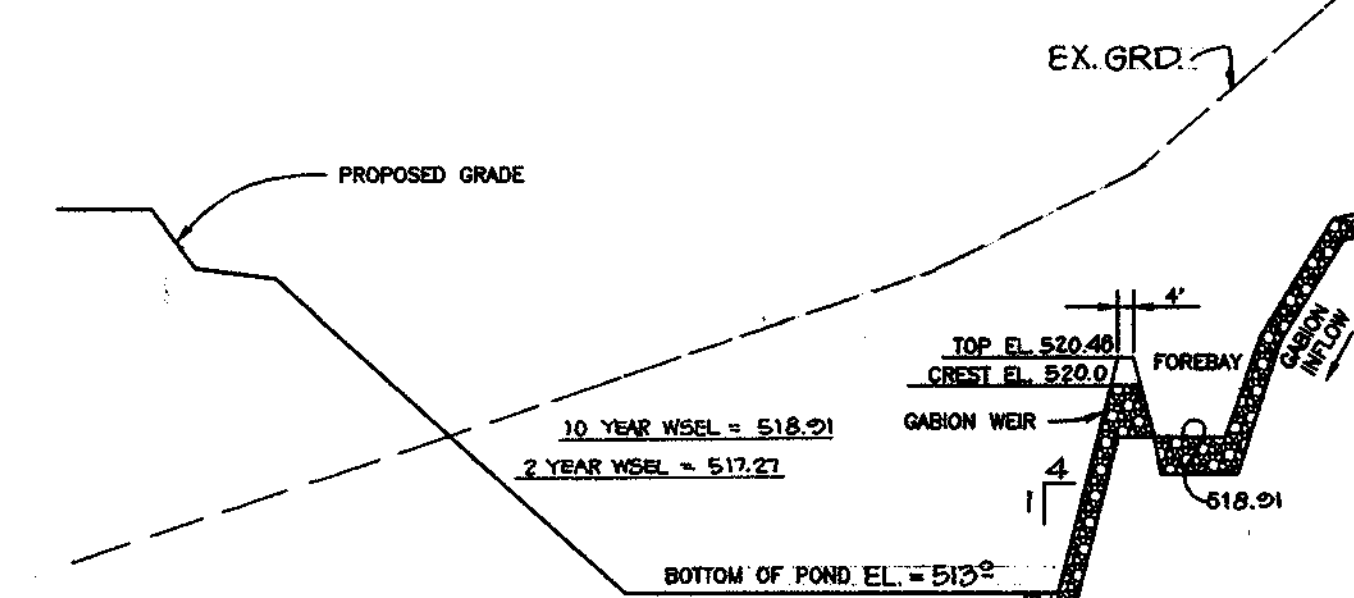 EX. GRD.
PROPOSED GRADE
4'
TOP EL. 520.46
CREST EL. 520.0
FOREBAY
GABION
INFLOW
GABION WEIR
10 YEAR WSEL = 518.91
2 YEAR WSEL = 517.27
4
1
518.91
BOTTOM OF POND EL. = 513.0